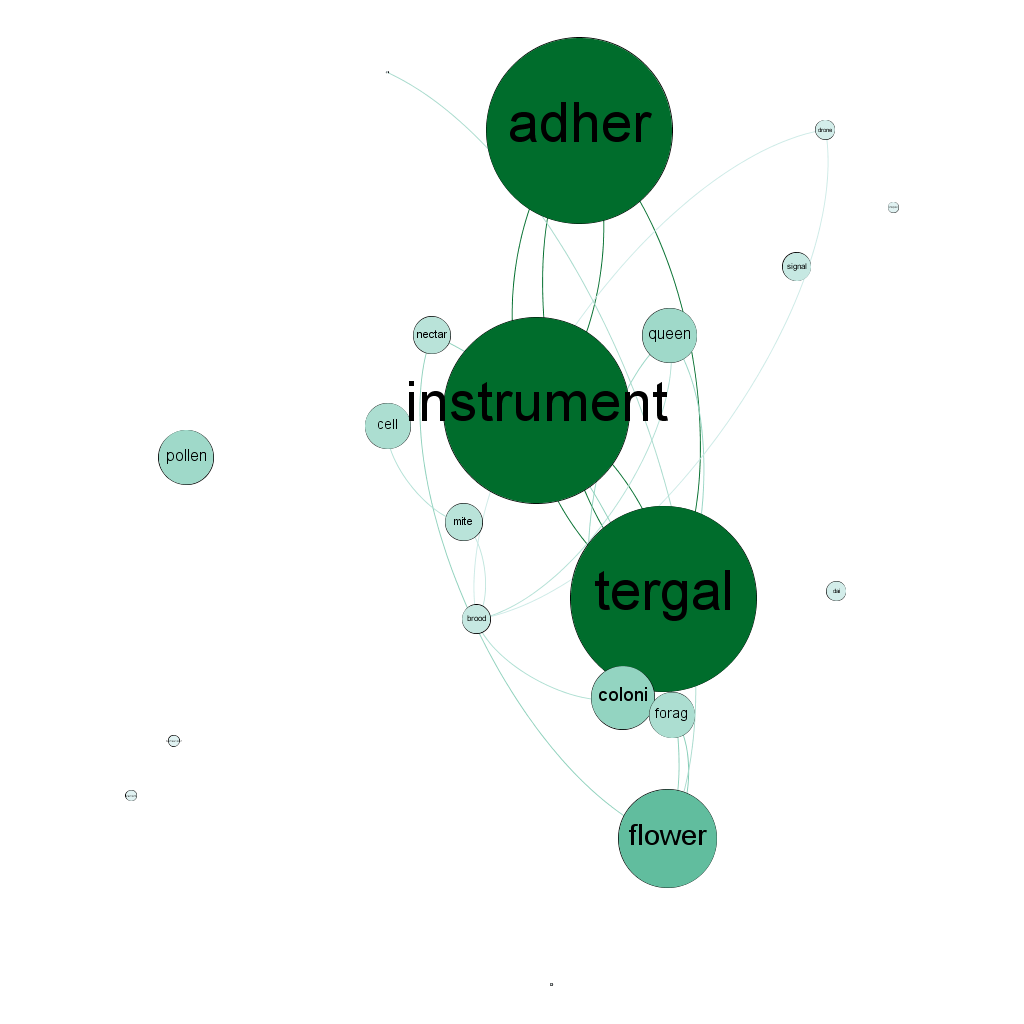 adher
drone
signal
nectar
queen
instrument
cell
pollen
mite
tergal
dai
brood
coloni
forag
flower